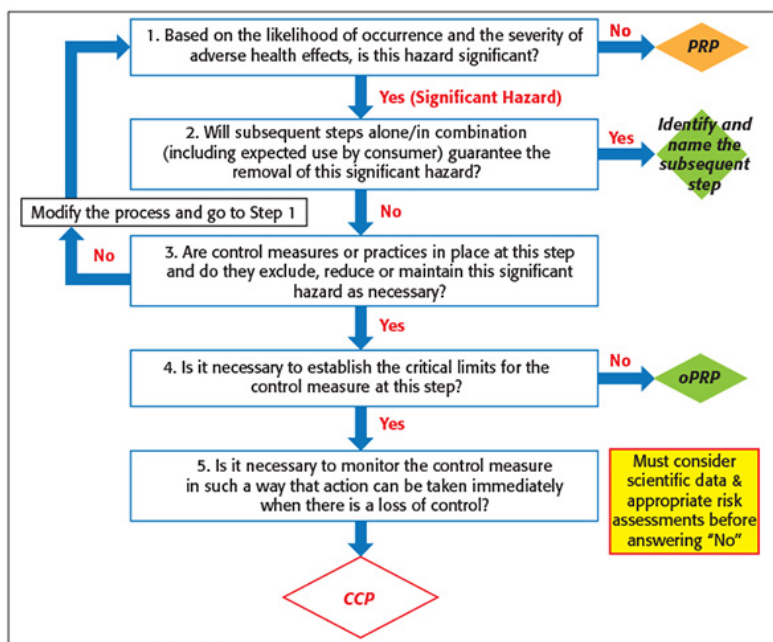 1. Based on the likelihood of occurrence and the severity of
adverse health effects, is this hazard significant?
No
PRP
Yes (Significant Hazard)
2. Will subsequent steps alone/in combination
(including expected use by consumer) guarantee the
removal of this significant hazard?
Yes
Identify and
name the
subsequent
step
Modify the process and go to Step 1
No
No
3. Are control measures or practices in place at this step
and do they exclude, reduce or maintain this significant
hazard as necessary?
Yes
4. Is it necessary to establish the critical limits for the
control measure at this step?
No
oPRP
Yes
5. Is it necessary to monitor the control measure
in such a way that action can be taken immediately
when there is a loss of control?
Must consider
scientific data &
appropriate risk
assessments before
answering "No"
CCP